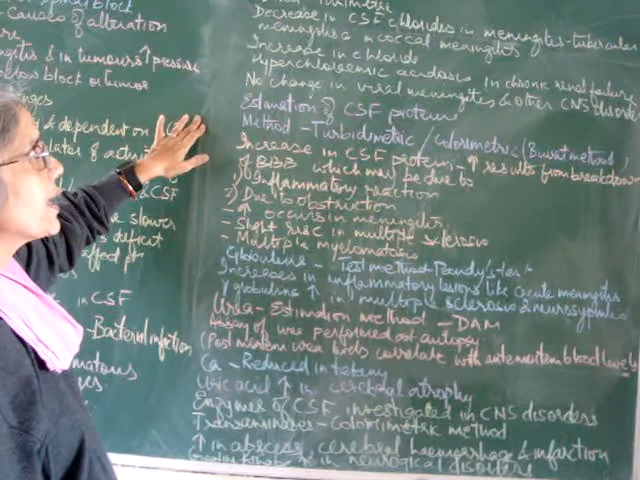 Causes of alteration
& in tumours ↑ pressure
below block or tumor
& dependent on
& CSF
slower
deficit
effect
in CSF
- Bacterial infection
Decrease in CSF chlorides in meningitis - tubercular
meningitis & coccal meningitis
Increase in chloride
Hyperchloraemic acidosis in chronic renal failure
No change in viral meningitis & other CNS disorders
Estimation of CSF protein
Method - Turbidimetric / Colorimetric (Biuret method)
Increase in CSF protein - ↑ results from breakdown
of BBB which may be due to
1) Inflammatory reaction
2) Due to obstruction
- ↑ occurs in meningitis
- Slight rise in multiple sclerosis
- Multiple myelomatosis
Globulins - Test method Pandy's test
Increases in inflammatory lesions like acute meningitis
γ globulins ↑ in multiple sclerosis & neurosyphilis
Urea - Estimation method - DAM
Assay of urea performed at autopsy
(Post mortem urea correlate with antemortem blood levels)
Ca - Reduced in tetany
Uric acid ↑ in cerebral atrophy
Enzymes of CSF investigated in CNS disorders
Transaminases - Colorimetric method
↑ in abscess, cerebral haemorrhage & infarction
↑ in neurological disorders